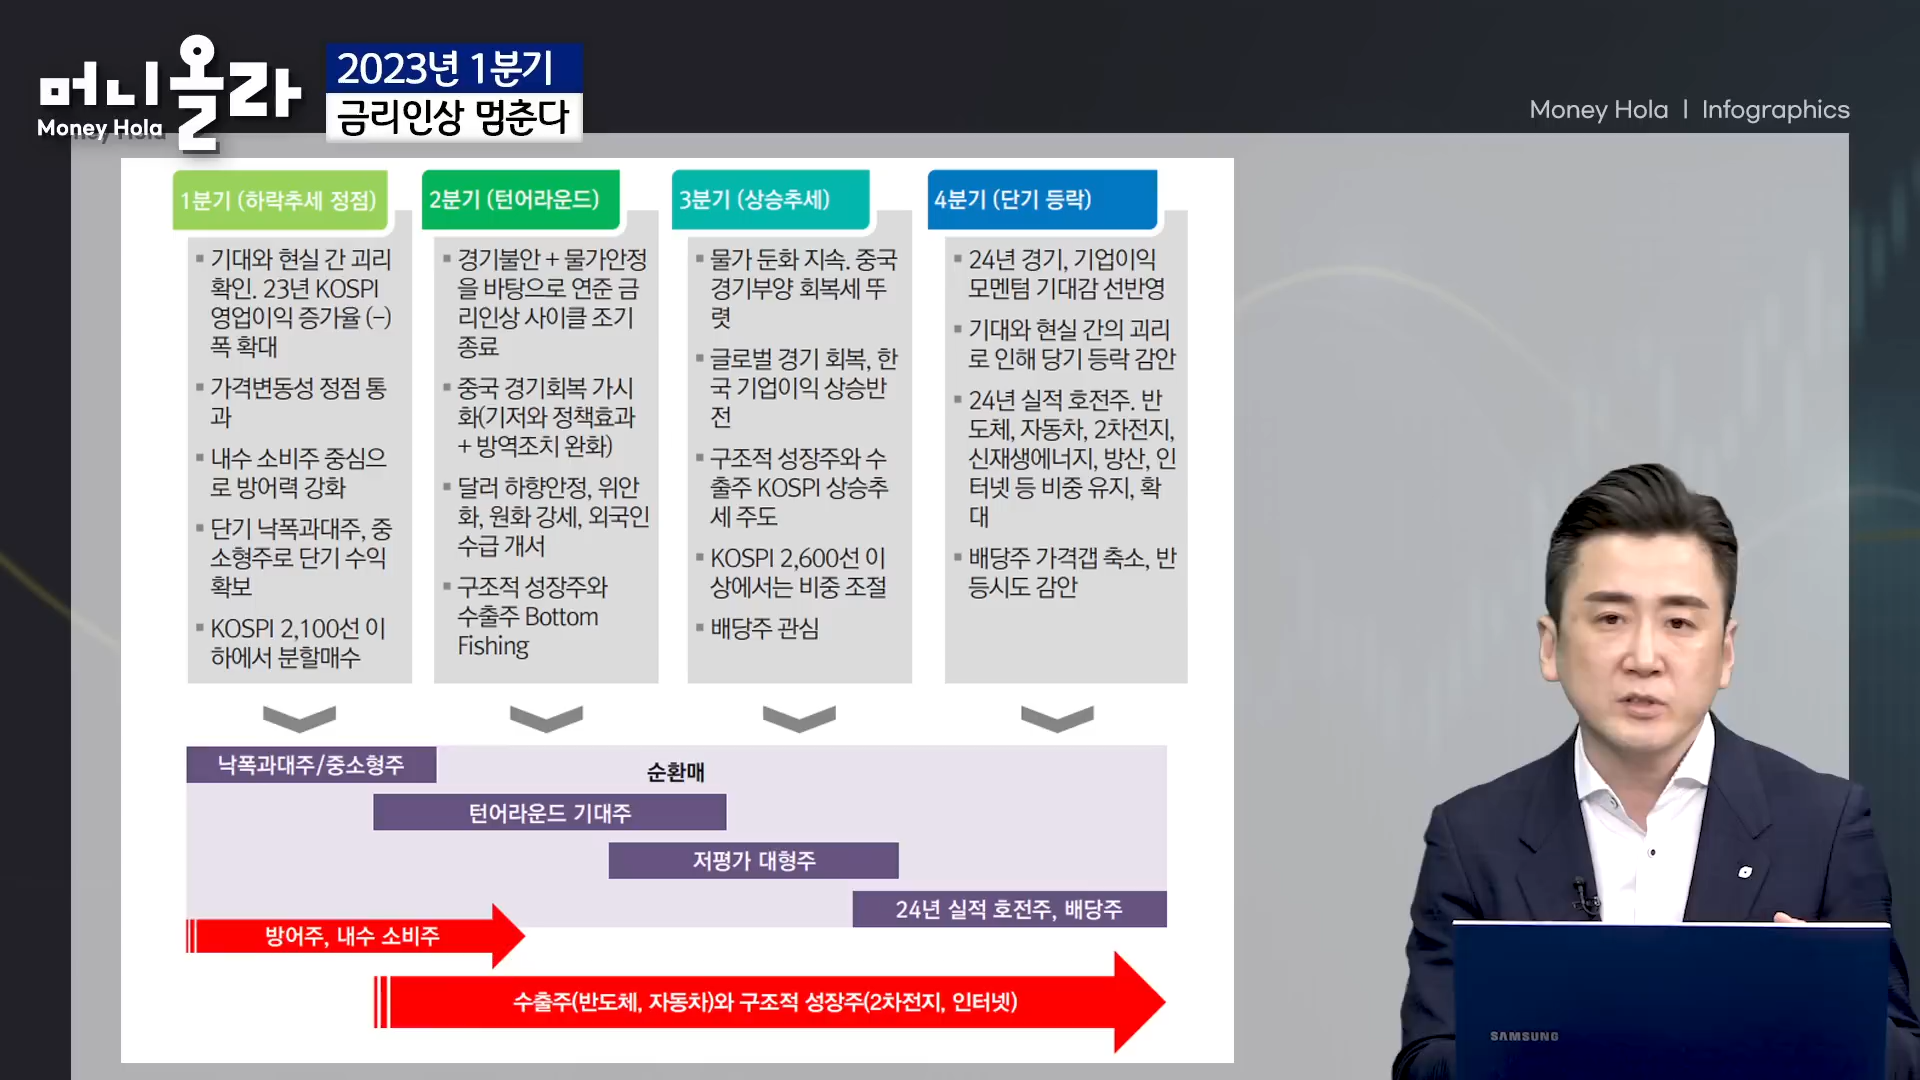 머니올라
Money Hola
2023년 1분기
금리인상 멈춘다
Money Hola | Infographics
1분기 (하락추세 정점)
기대와 현실 간 괴리
확인. 23년 KOSPI
영업이익 증가율 (-)
폭 확대
가격변동성 정점 통
과
내수 소비주 중심으
로 방어력 강화
단기 낙폭과대주, 중
소형주로 단기 수익
확보
KOSPI 2,100선 이
하에서 분할매수
2분기 (턴어라운드)
경기불안 + 물가안정
을 바탕으로 연준 금
리인상 사이클 조기
종료
중국 경기회복 가시
화(기저와 정책효과
+ 방역조치 완화)
달러 하향안정, 위안
화, 원화 강세, 외국인
수급 개서
구조적 성장주와
수출주 Bottom
Fishing
3분기 (상승추세)
물가 둔화 지속. 중국
경기부양 회복세 뚜
렷
글로벌 경기 회복, 한
국 기업이익 상승반
전
구조적 성장주와 수
출주 KOSPI 상승추
세 주도
KOSPI 2,600선 이
상에서는 비중 조절
배당주 관심
4분기 (단기 등락)
24년 경기, 기업이익
모멘텀 기대감 선반영
기대와 현실 간의 괴리
로 인해 당기 등락 감안
24년 실적 호전주. 반
도체, 자동차, 2차전지,
신재생에너지, 방산, 인
터넷 등 비중 유지, 확
대
배당주 가격갭 축소, 반
등시도 감안
낙폭과대주/중소형주
순환매
턴어라운드 기대주
저평가 대형주
24년 실적 호전주, 배당주
방어주, 내수 소비주
수출주(반도체, 자동차)와 구조적 성장주(2차전지, 인터넷)
SAMSUNG